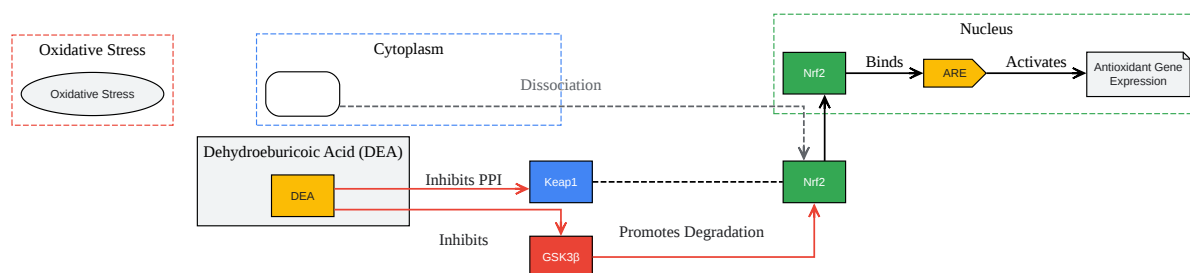 Oxidative Stress
Oxidative Stress
Cytoplasm
Dissociation
Nucleus
Nrf2
Binds
ARE
Activates
Antioxidant Gene
Expression
Dehydroeburicoic Acid (DEA)
DEA
Inhibits PPI
Keap1
Nrf2
Inhibits
GSK3β
Promotes Degradation